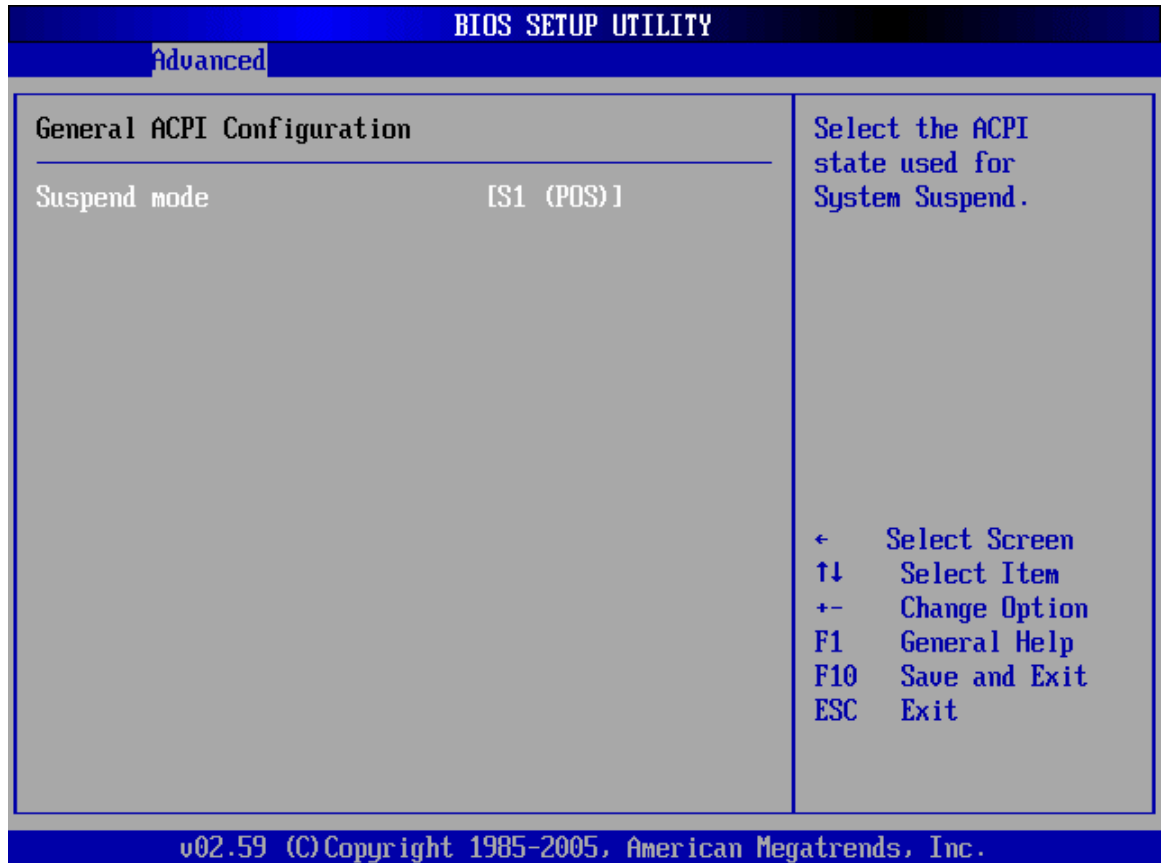 BIOS SETUP UTILITY
Advanced
General ACPI Configuration
Suspend mode [S1 (POS)]
Select the ACPI
state used for
System Suspend.
← Select Screen
↑↓ Select Item
+- Change Option
F1 General Help
F10 Save and Exit
ESC Exit
v02.59 (C)Copyright 1985-2005, American Megatrends, Inc.